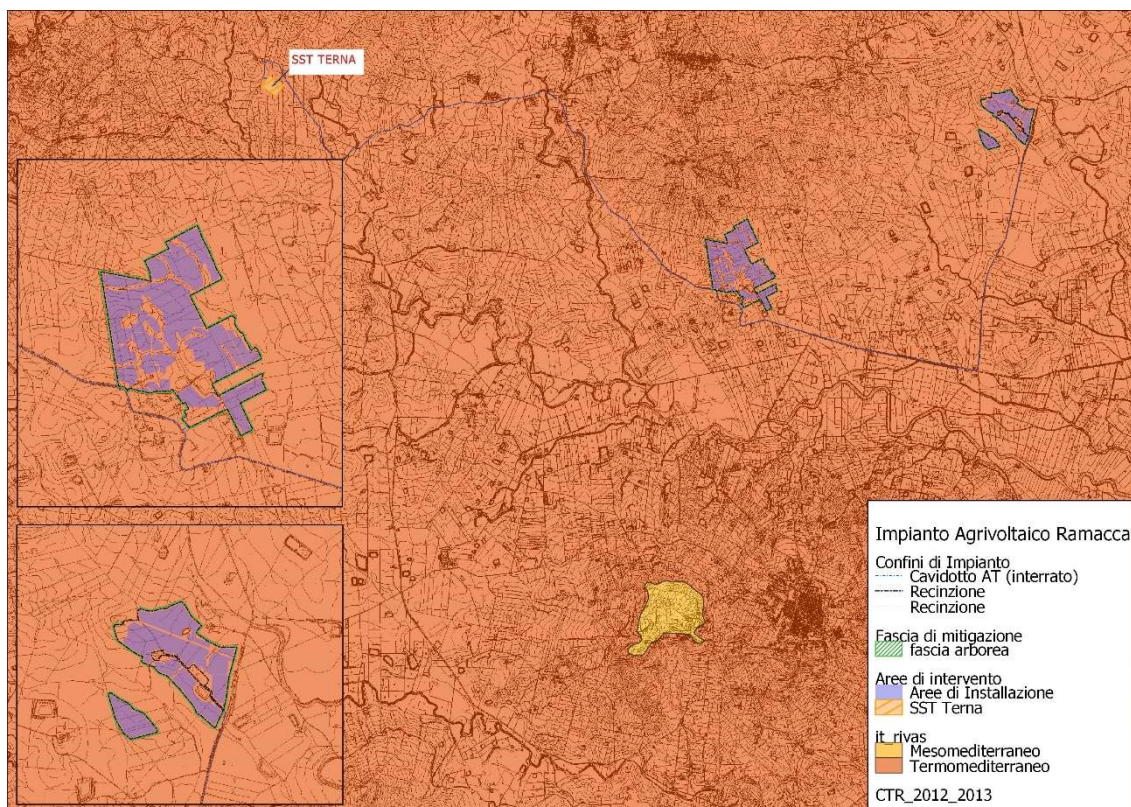 SST TERNA
Impianto Agrivoltaico Ramacca
Confini di Impianto
Cavidotto AT (interrato)
Recinzione
Recinzione
Fascia di mitigazione
fascia arborea
Aree di intervento
Aree di Installazione
SST Terna
it_rivas
Mesomediterraneo
Termomediterraneo
CTR_2012_2013